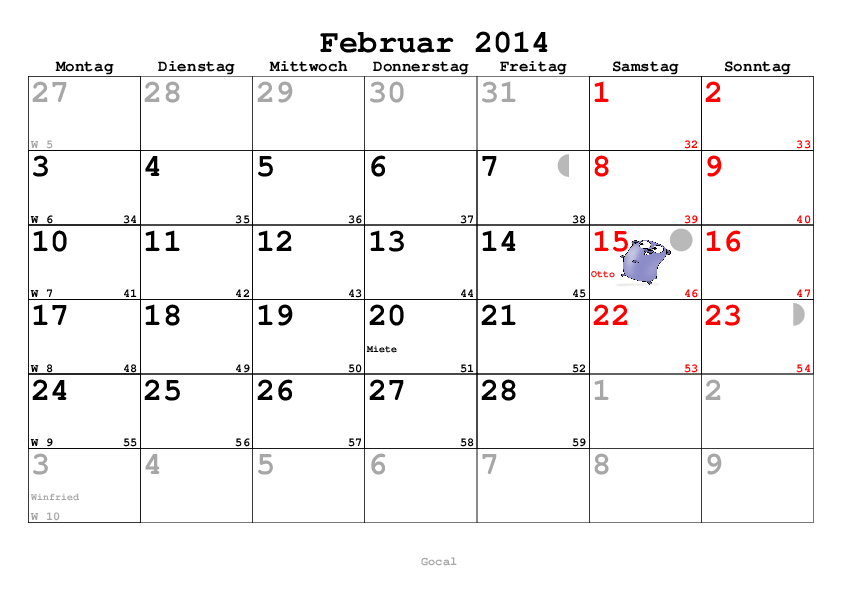 Februar 2014
Montag Dienstag Mittwoch Donnerstag Freitag Samstag Sonntag
27 28 29 30 31 1 2
W 5 32 33
3 4 5 6 7 8 9
W 6 34 35 36 37 38 39 40
10 11 12 13 14 15 16
Otto
W 7 41 42 43 44 45 46 47
17 18 19 20 21 22 23
Miete
W 8 48 49 50 51 52 53 54
24 25 26 27 28 1 2
W 9 55 56 57 58 59
3 4 5 6 7 8 9
Winfried
W 10
Gocal